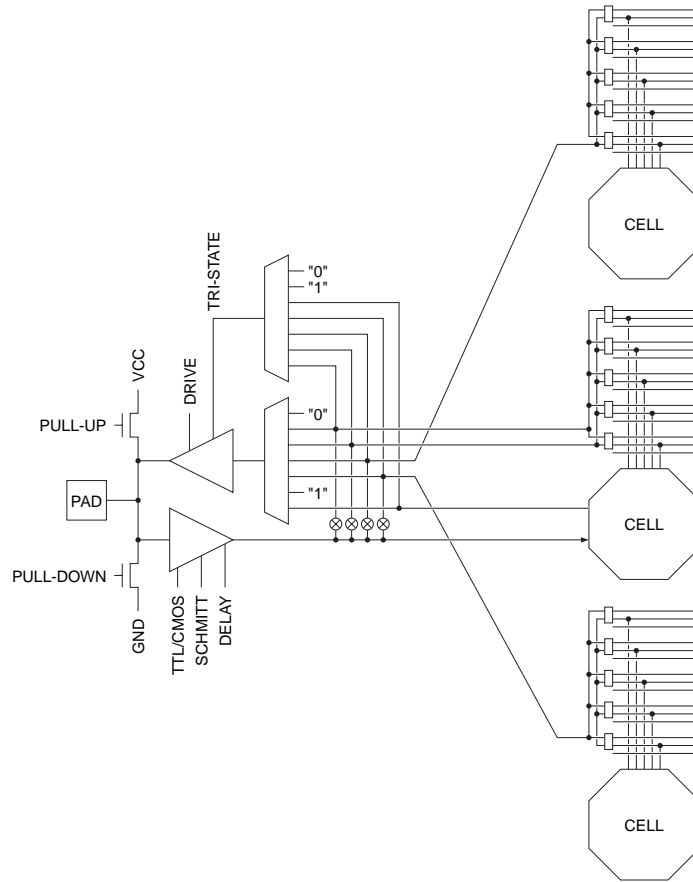 CELL
"0"
"1"
TRI-STATE
VCC
DRIVE
PULL-UP
"0"
PAD
"1"
CELL
PULL-DOWN
GND
TTL/CMOS
SCHMITT
DELAY
CELL